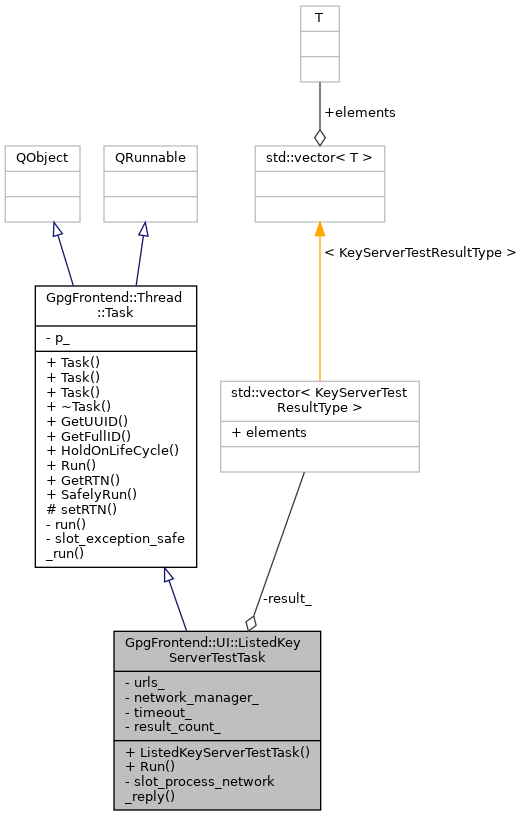 T
+elements
QObject
QRunnable
std::vector< T >
< KeyServerTestResultType >
GpgFrontend::Thread
::Task
- p_
+ Task()
+ Task()
+ Task()
+ ~Task()
+ GetUUID()
+ GetFullID()
+ HoldOnLifeCycle()
+ Run()
+ GetRTN()
+ SafelyRun()
# setRTN()
- run()
- slot_exception_safe
_run()
std::vector< KeyServerTest
ResultType >
+ elements
-result_
GpgFrontend::UI::ListedKey
ServerTestTask
- urls_
- network_manager_
- timeout_
- result_count_
+ ListedKeyServerTestTask()
+ Run()
- slot_process_network
_reply()